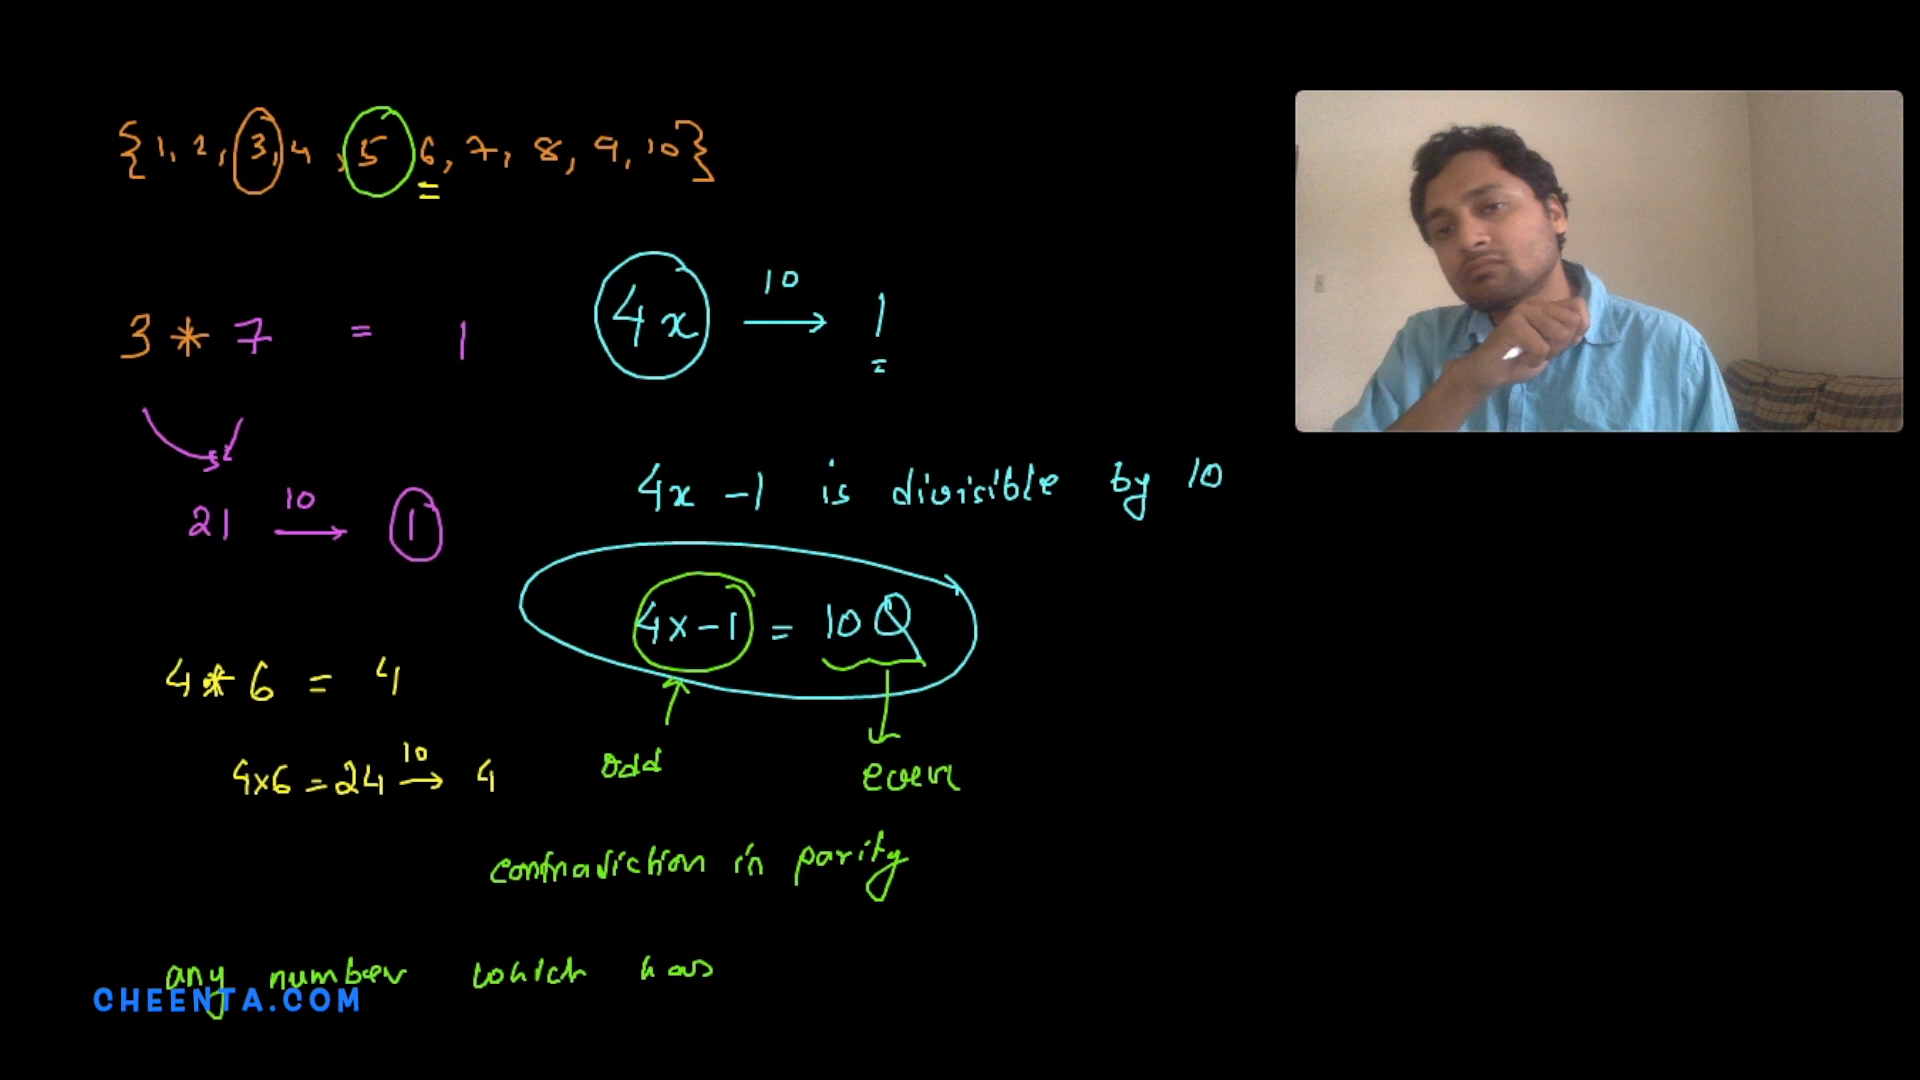 {1, 2, 3, 4, 5 6, 7, 8, 9, 10}
3 * 7 = 1
21 10→ 1
4x 10→ 1
4x - 1 is divisible by 10
4x - 1 = 10Q
odd
even
4 * 6 = 4
4x6 = 24 10→ 4
contradiction in parity
any number which has
CHEENTA.COM